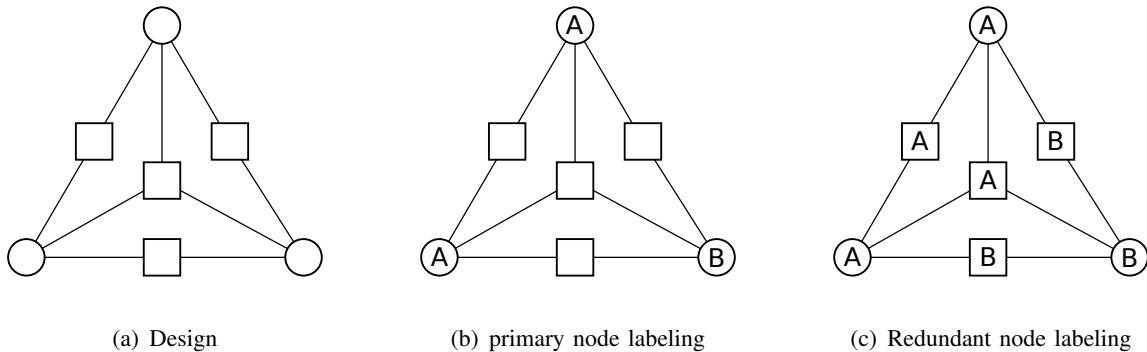 A A
A B
A A
A B A B
(a) Design (b) primary node labeling (c) Redundant node labeling